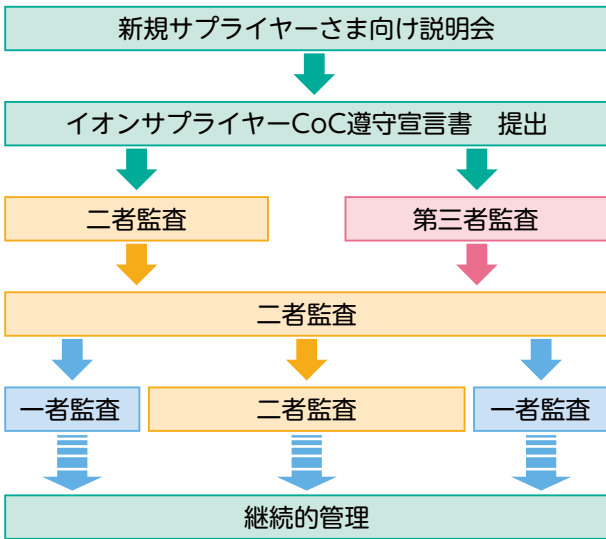 新規サプライヤーさま向け説明会
イオンサプライヤーCoC遵守宣言書　提出
二者監査
第三者監査
二者監査
一者監査
二者監査
一者監査
継続的管理